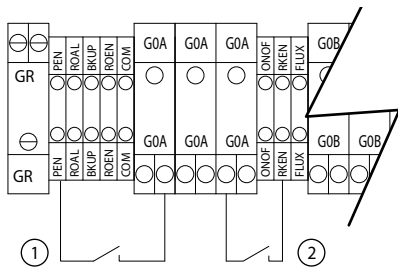 PEN ROAL BKUP ROEN COM G0A G0A G0A ONOF RKEN FLUX G0B
GR
G0A G0A G0A G0B G0B
GR PEN ROAL BKUP ROEN COM ONOF RKEN FLUX
1 2